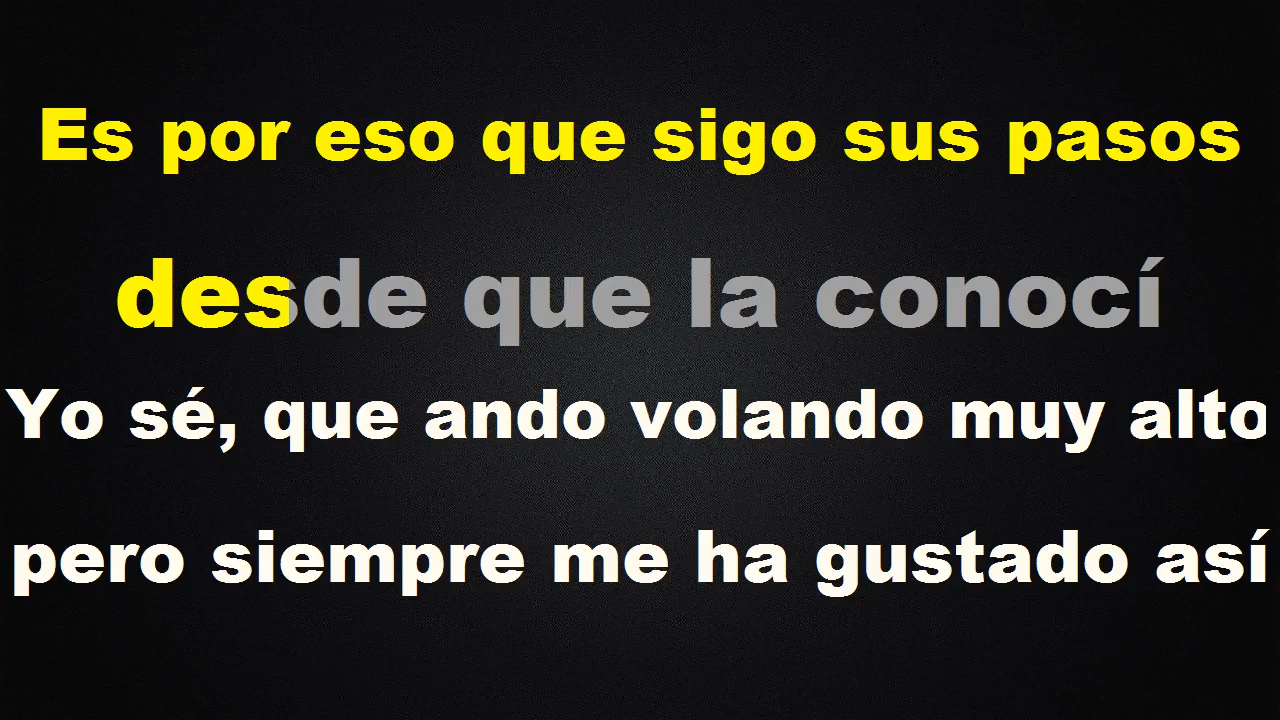 Es por eso que sigo sus pasos
desde que la conocí
Yo sé, que ando volando muy alto
pero siempre me ha gustado así